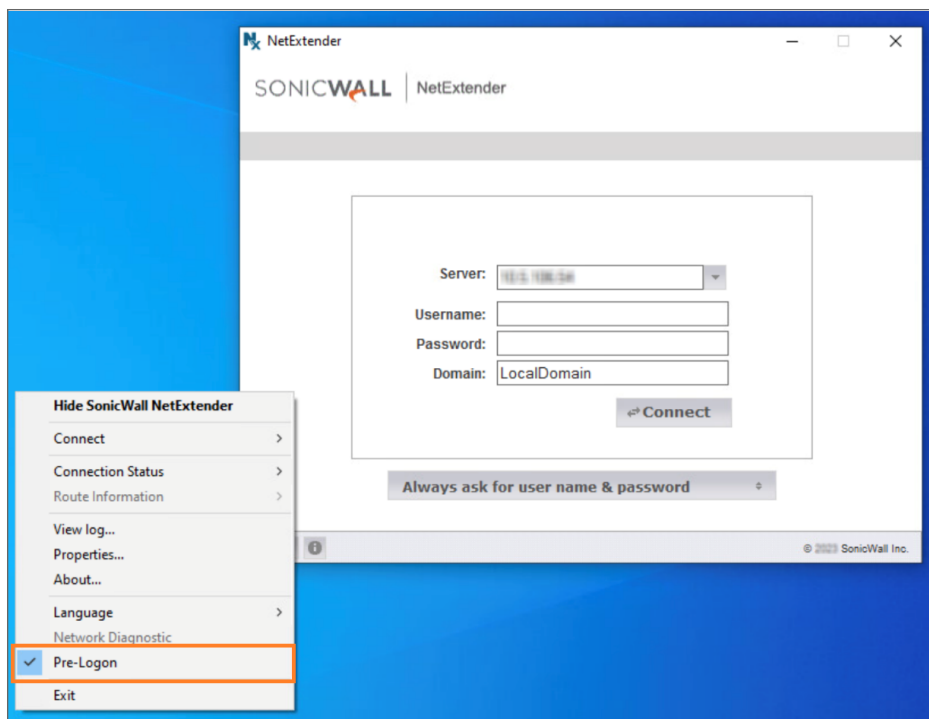 NetExtender
SONICWALL NetExtender
Server:
Username:
Password:
Domain: LocalDomain
Connect
Always ask for user name & password
© SonicWall Inc.
Hide SonicWall NetExtender
Connect
Connection Status
Route Information
View log...
Properties...
About...
Language
Network Diagnostic
Pre-Logon
Exit